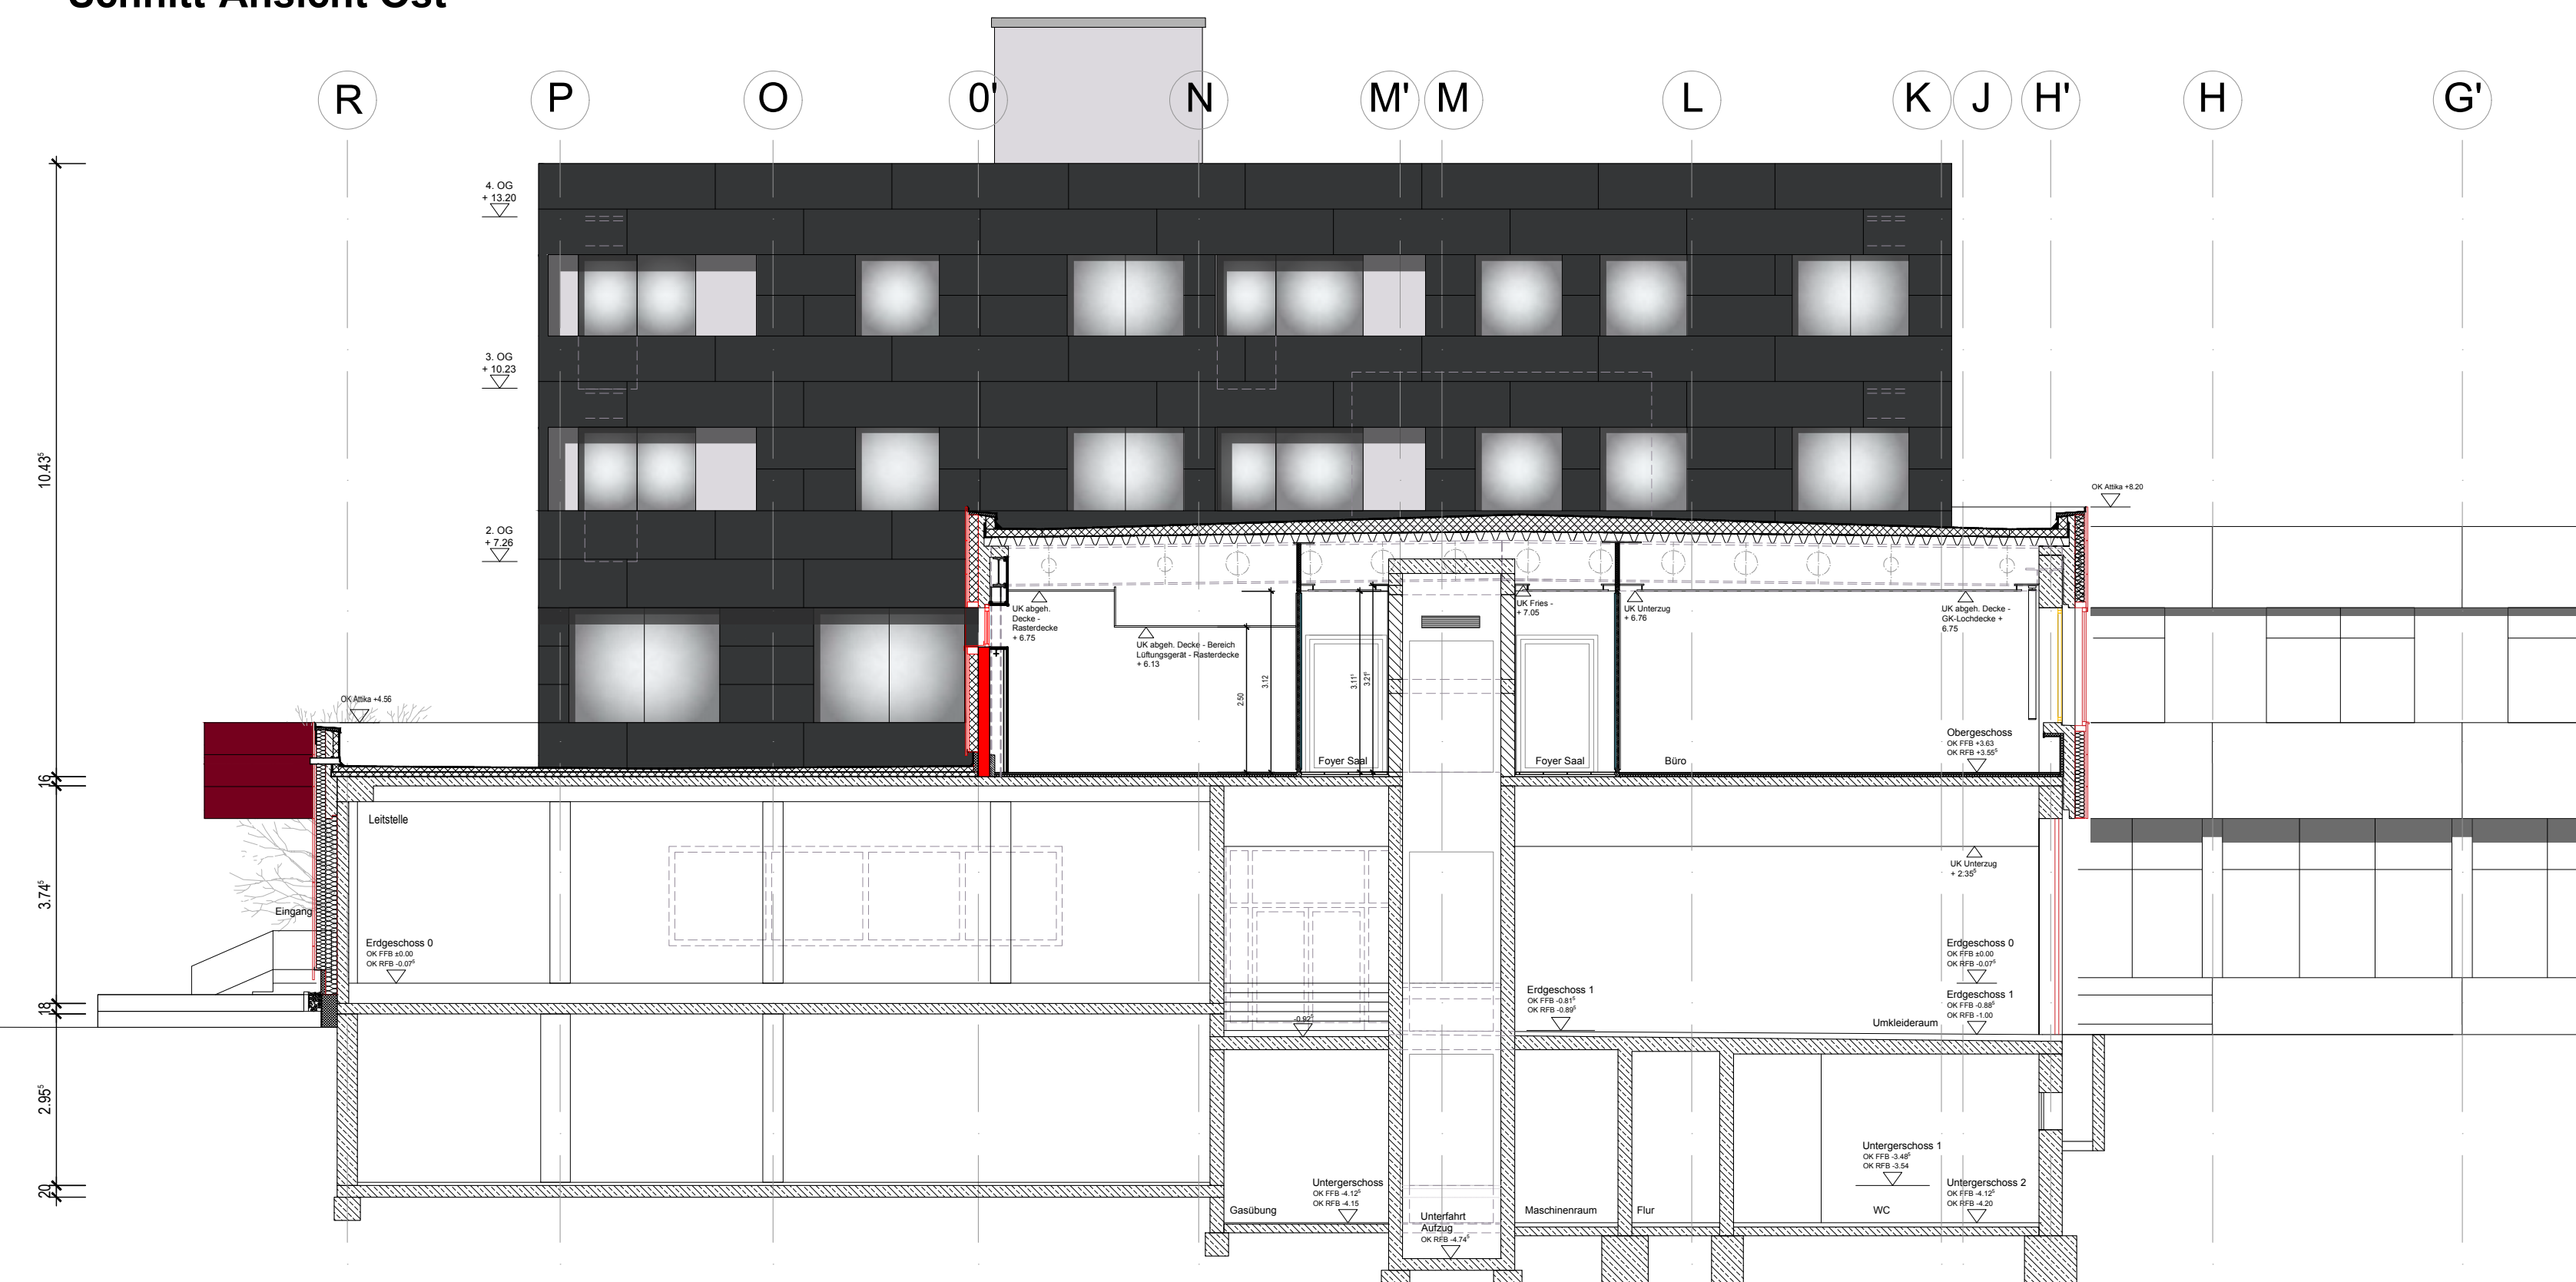 Schnitt Ansicht Ost
R
P
O
0'
N
M'
M
L
K
J
H'
H
G'
4. OG
+ 13.20
3. OG
+ 10.23
2. OG
+ 7.26
10.43⁵
16
3.74⁵
18
2.95⁵
20
OK Attika +8.20
OK Attika +4.56
UK abgeh.
Decke -
Rasterdecke
+ 6.75
UK abgeh. Decke - Bereich
Lüftungsgerät - Rasterdecke
+ 6.13
2.50
3.12
3.11⁵
3.21⁵
UK Fries -
+ 7.05
UK Unterzug
+ 6.76
UK abgeh. Decke -
GK-Lochdecke +
6.75
Foyer Saal
Foyer Saal
Büro
Obergeschoss
OK FFB +3.63
OK RFB +3.55⁵
Leitstelle
Eingang
Erdgeschoss 0
OK FFB ±0.00
OK RFB -0.07⁵
UK Unterzug
+ 2.35⁵
Erdgeschoss 0
OK FFB ±0.00
OK RFB -0.07⁵
Erdgeschoss 1
OK FFB -0.81⁵
OK RFB -0.89⁵
Erdgeschoss 1
OK FFB -0.88⁵
OK RFB -1.00
-0.92⁵
Umkleideraum
Untergerschoss 1
OK FFB -3.48⁵
OK RFB -3.54
Untergerschoss
OK FFB -4.12⁵
OK RFB -4.15
Untergerschoss 2
OK FFB -4.12⁵
OK RFB -4.20
Gasübung
Unterfahrt
Aufzug
OK RFB -4.74⁵
Maschinenraum
Flur
WC